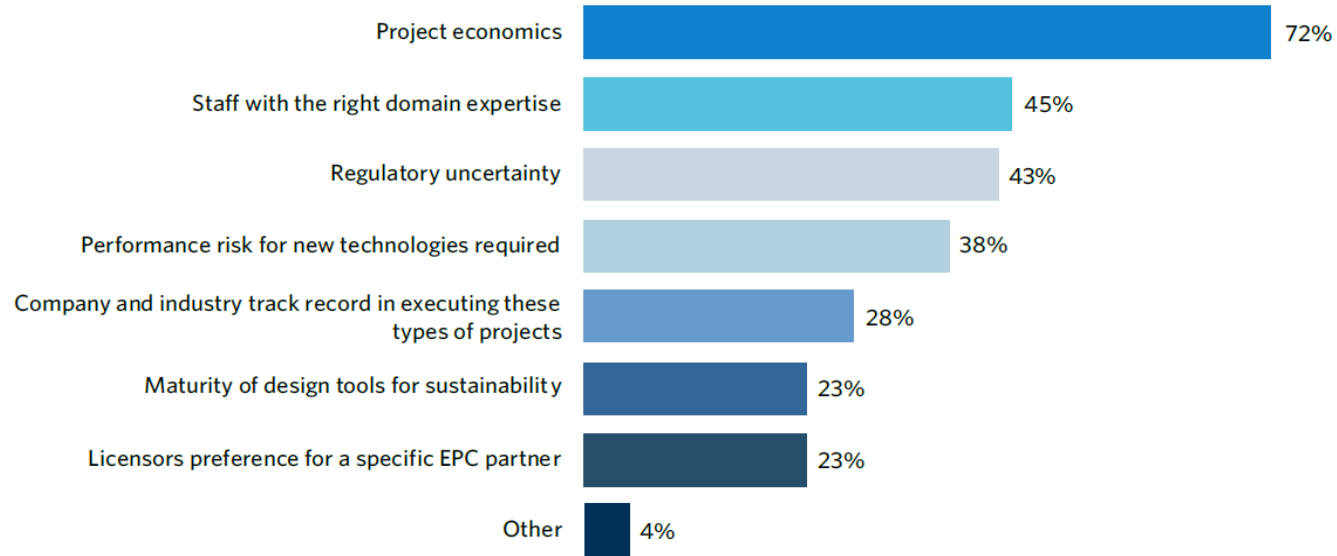 Project economics 72%
Staff with the right domain expertise 45%
Regulatory uncertainty 43%
Performance risk for new technologies required 38%
Company and industry track record in executing these
types of projects 28%
Maturity of design tools for sustainability 23%
Licensors preference for a specific EPC partner 23%
Other 4%